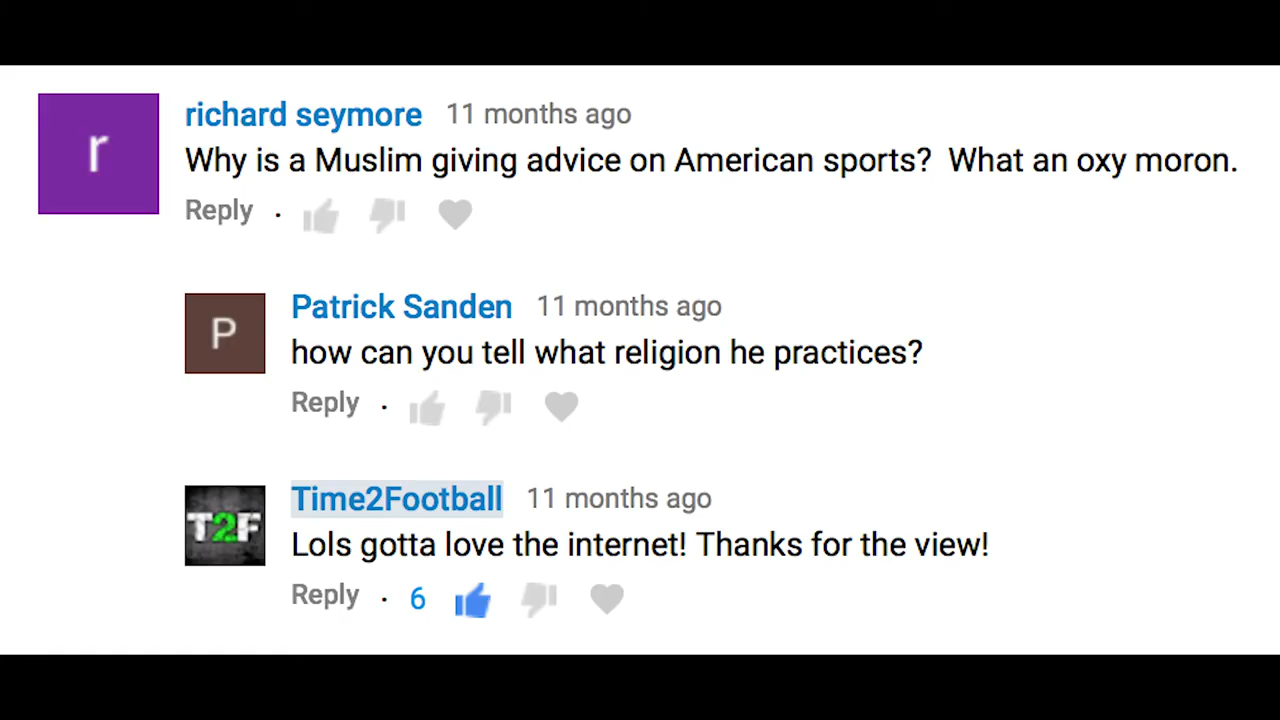 r
richard seymore 11 months ago
Why is a Muslim giving advice on American sports?  What an oxy moron.
Reply .
P
Patrick Sanden 11 months ago
how can you tell what religion he practices?
Reply .
T2F
Time2Football 11 months ago
Lols gotta love the internet! Thanks for the view!
Reply . 6